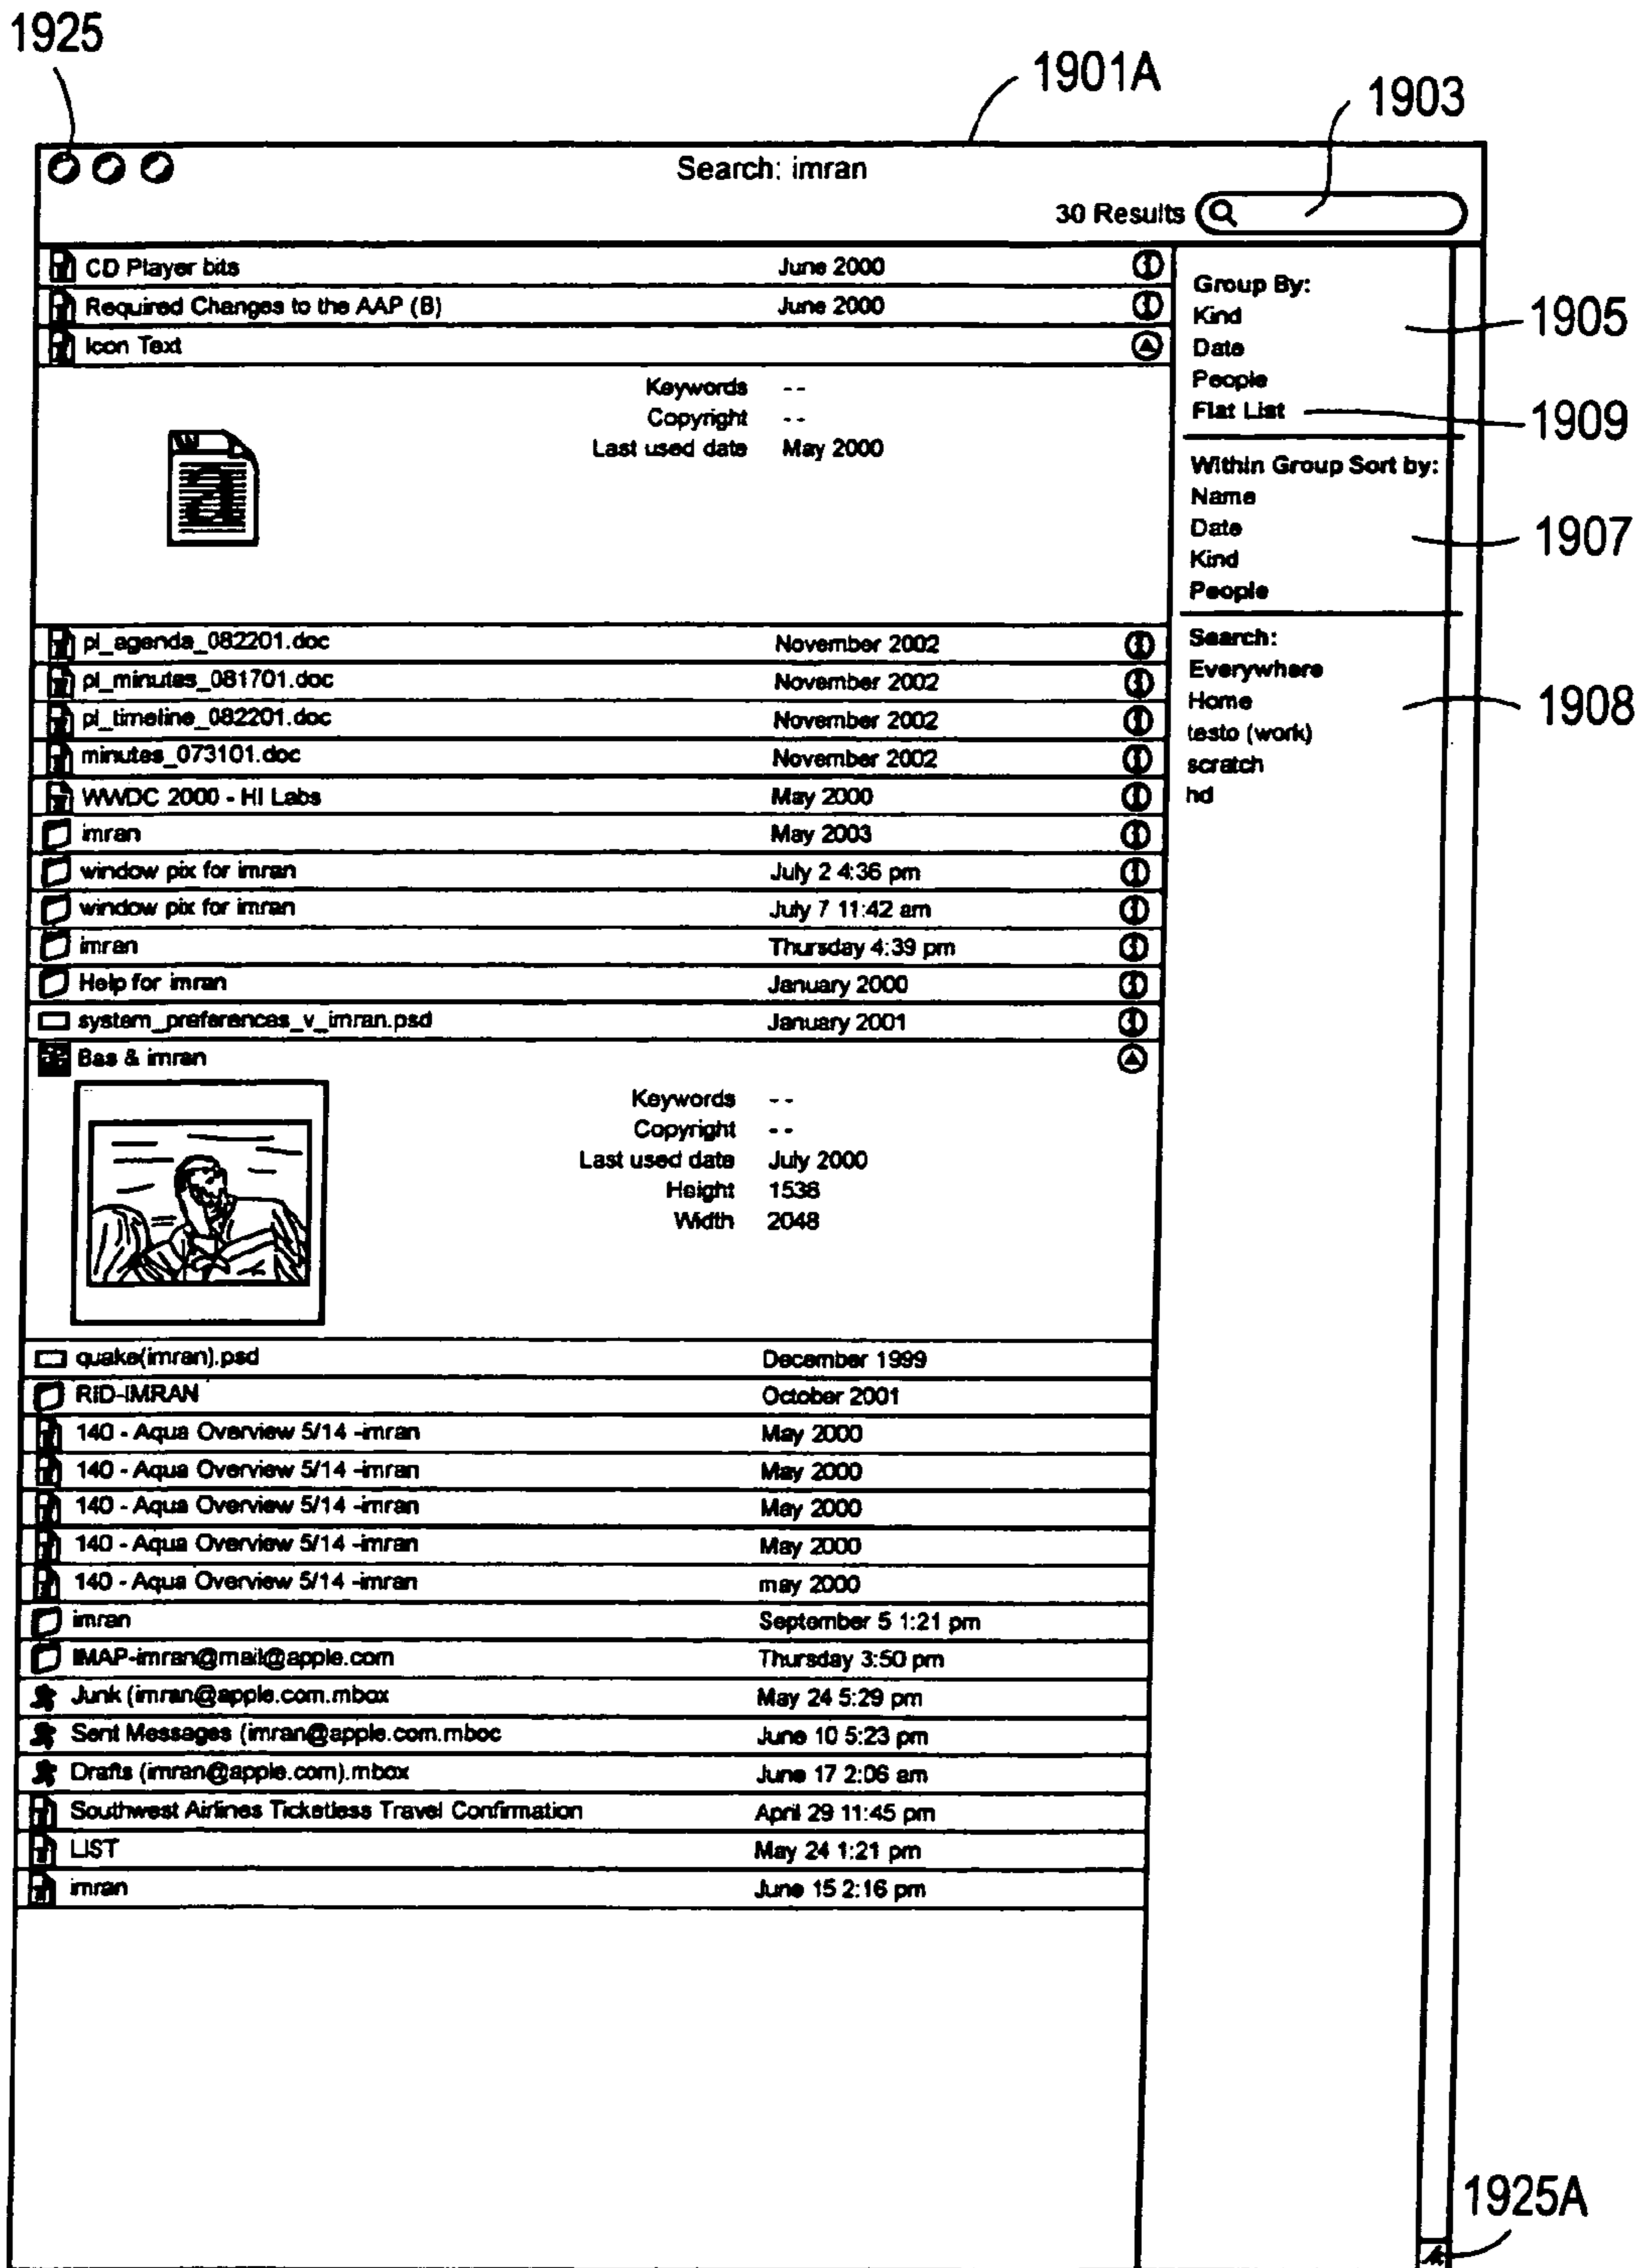 1925
1901A
1903
Search: imran
30 Results
CD Player bits June 2000
Required Changes to the AAP (B) June 2000
Icon Text
Keywords --
Copyright --
Last used date May 2000
pl_agenda_082201.doc November 2002
pl_minutes_081701.doc November 2002
pl_timeline_082201.doc November 2002
minutes_073101.doc November 2002
WWDC 2000 - HI Labs May 2000
imran May 2003
window pix for imran July 2 4:36 pm
window pix for imran July 7 11:42 am
imran Thursday 4:39 pm
Help for imran January 2000
system_preferences_v_imran.psd January 2001
Bas & imran
Keywords --
Copyright --
Last used date July 2000
Height 1536
Width 2048
quake(imran).psd December 1999
RID-IMRAN October 2001
140 - Aqua Overview 5/14 -imran May 2000
140 - Aqua Overview 5/14 -imran May 2000
140 - Aqua Overview 5/14 -imran May 2000
140 - Aqua Overview 5/14 -imran May 2000
140 - Aqua Overview 5/14 -imran may 2000
imran September 5 1:21 pm
IMAP-imran@mail@apple.com Thursday 3:50 pm
Junk (imran@apple.com.mbox May 24 5:29 pm
Sent Messages (imran@apple.com.mboc June 10 5:23 pm
Drafts (imran@apple.com).mbox June 17 2:06 am
Southwest Airlines Ticketless Travel Confirmation April 29 11:45 pm
LIST May 24 1:21 pm
imran June 15 2:16 pm
Group By:
Kind
Date
People
Flat List
1905
1909
Within Group Sort by:
Name
Date
Kind
People
1907
Search:
Everywhere
Home
testo (work)
scratch
hd
1908
1925A